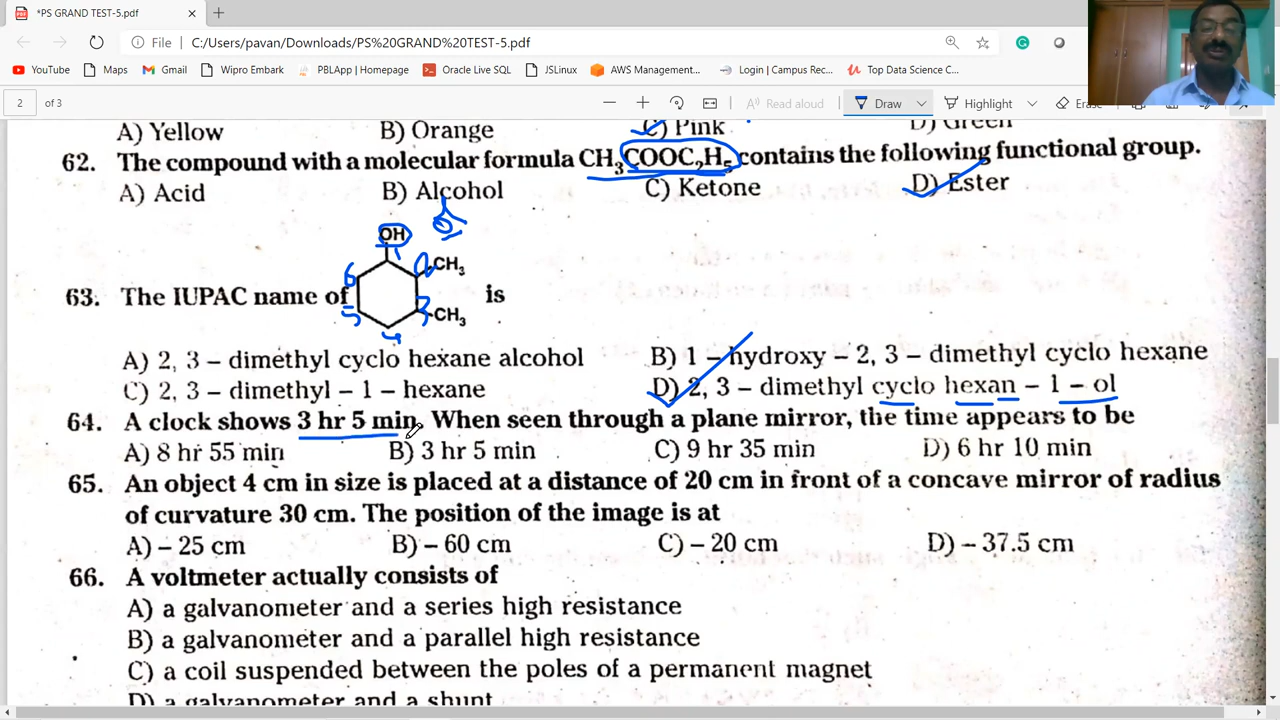 *PS GRAND TEST-5.pdf
File C:/Users/pavan/Downloads/PS%20GRAND%20TEST-5.pdf
YouTube Maps Gmail Wipro Embark PBLApp | Homepage Oracle Live SQL JSLinux AWS Management... Login | Campus Rec... Top Data Science C...
2 of 3 Read aloud Draw Highlight Erase
A) Yellow B) Orange C) Pink D) Green
62. The compound with a molecular formula CH₃COOC₂H₅ contains the following functional group.
A) Acid B) Alcohol C) Ketone D) Ester
OH
1
6 2 CH₃
63. The IUPAC name of is
5 3 CH₃
4
A) 2, 3 – dimethyl cyclo hexane alcohol B) 1 – hydroxy – 2, 3 – dimethyl cyclo hexane
C) 2, 3 – dimethyl – 1 – hexane D) 2, 3 – dimethyl cyclo hexan – 1 – ol
64. A clock shows 3 hr 5 min. When seen through a plane mirror, the time appears to be
A) 8 hr 55 min B) 3 hr 5 min C) 9 hr 35 min D) 6 hr 10 min
65. An object 4 cm in size is placed at a distance of 20 cm in front of a concave mirror of radius
of curvature 30 cm. The position of the image is at
A) – 25 cm B) – 60 cm C) – 20 cm D) – 37.5 cm
66. A voltmeter actually consists of
A) a galvanometer and a series high resistance
B) a galvanometer and a parallel high resistance
C) a coil suspended between the poles of a permanent magnet
D) a galvanometer and a shunt